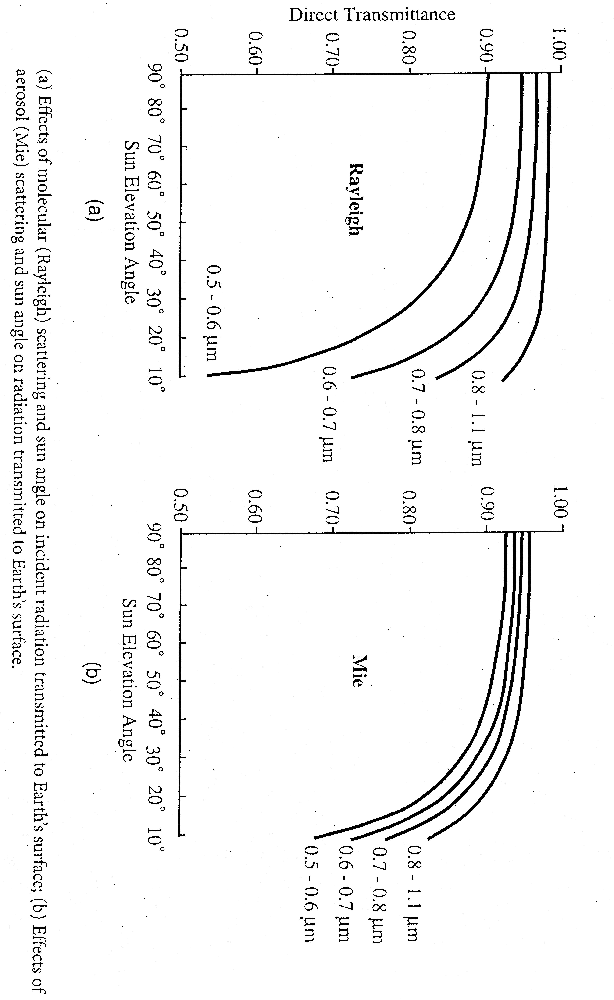 Direct Transmittance
1.00
0.90
0.80
0.70
0.60
0.50
90° 80° 70° 60° 50° 40° 30° 20° 10°
Sun Elevation Angle
Rayleigh
0.8 - 1.1 μm
0.7 - 0.8 μm
0.6 - 0.7 μm
0.5 - 0.6 μm
(a)
1.00
0.90
0.80
0.70
0.60
0.50
90° 80° 70° 60° 50° 40° 30° 20° 10°
Sun Elevation Angle
Mie
0.8 - 1.1 μm
0.7 - 0.8 μm
0.6 - 0.7 μm
0.5 - 0.6 μm
(b)
(a) Effects of molecular (Rayleigh) scattering and sun angle on incident radiation transmitted to Earth's surface; (b) Effects of
aerosol (Mie) scattering and sun angle on radiation transmitted to Earth's surface.